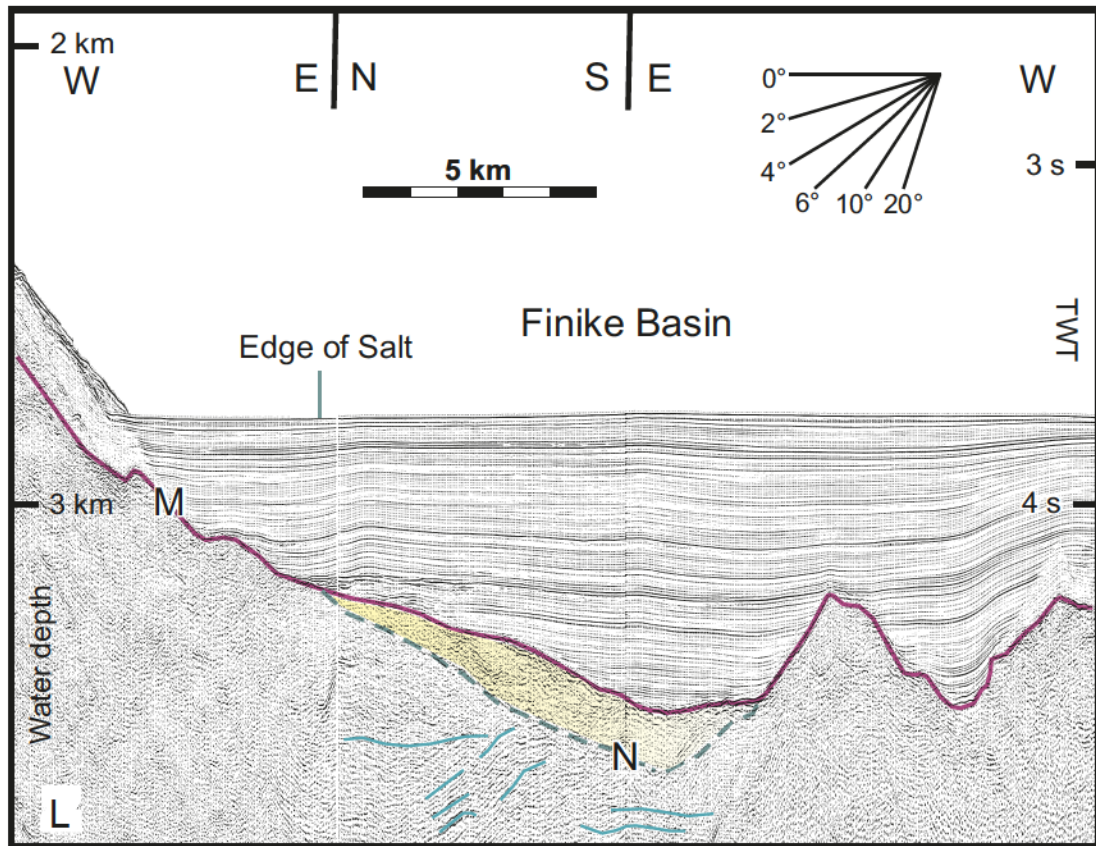 2 km
W
E N
S E
W
0°
2°
4°
6°
10°
20°
3 s
5 km
Finike Basin
TWT
Edge of Salt
3 km
M
4 s
Water depth
N
L